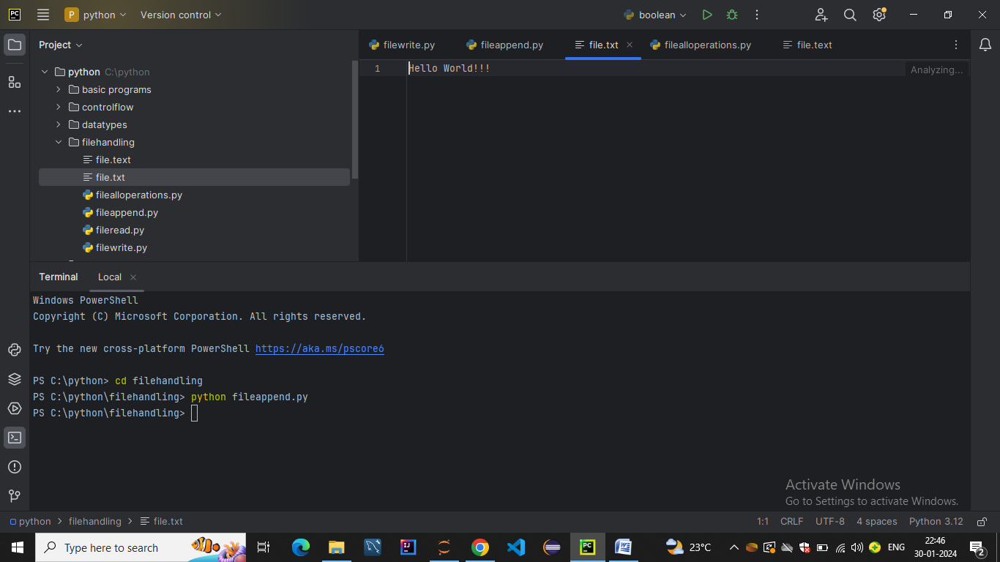 PC
P python Version control
boolean
Project
filewrite.py fileappend.py file.txt filealloperations.py file.text
python C:\python
basic programs
controlflow
datatypes
filehandling
file.text
file.txt
filealloperations.py
fileappend.py
fileread.py
filewrite.py
1 Hello World!!!
Analyzing...
Terminal Local
Windows PowerShell
Copyright (C) Microsoft Corporation. All rights reserved.
Try the new cross-platform PowerShell https://aka.ms/pscore6
PS C:\python> cd filehandling
PS C:\python\filehandling> python fileappend.py
PS C:\python\filehandling>
Activate Windows
Go to Settings to activate Windows.
python filehandling file.txt
1:1 CRLF UTF-8 4 spaces Python 3.12
Type here to search
IJ
PC
W
23°C
ENG
22:46
30-01-2024
2